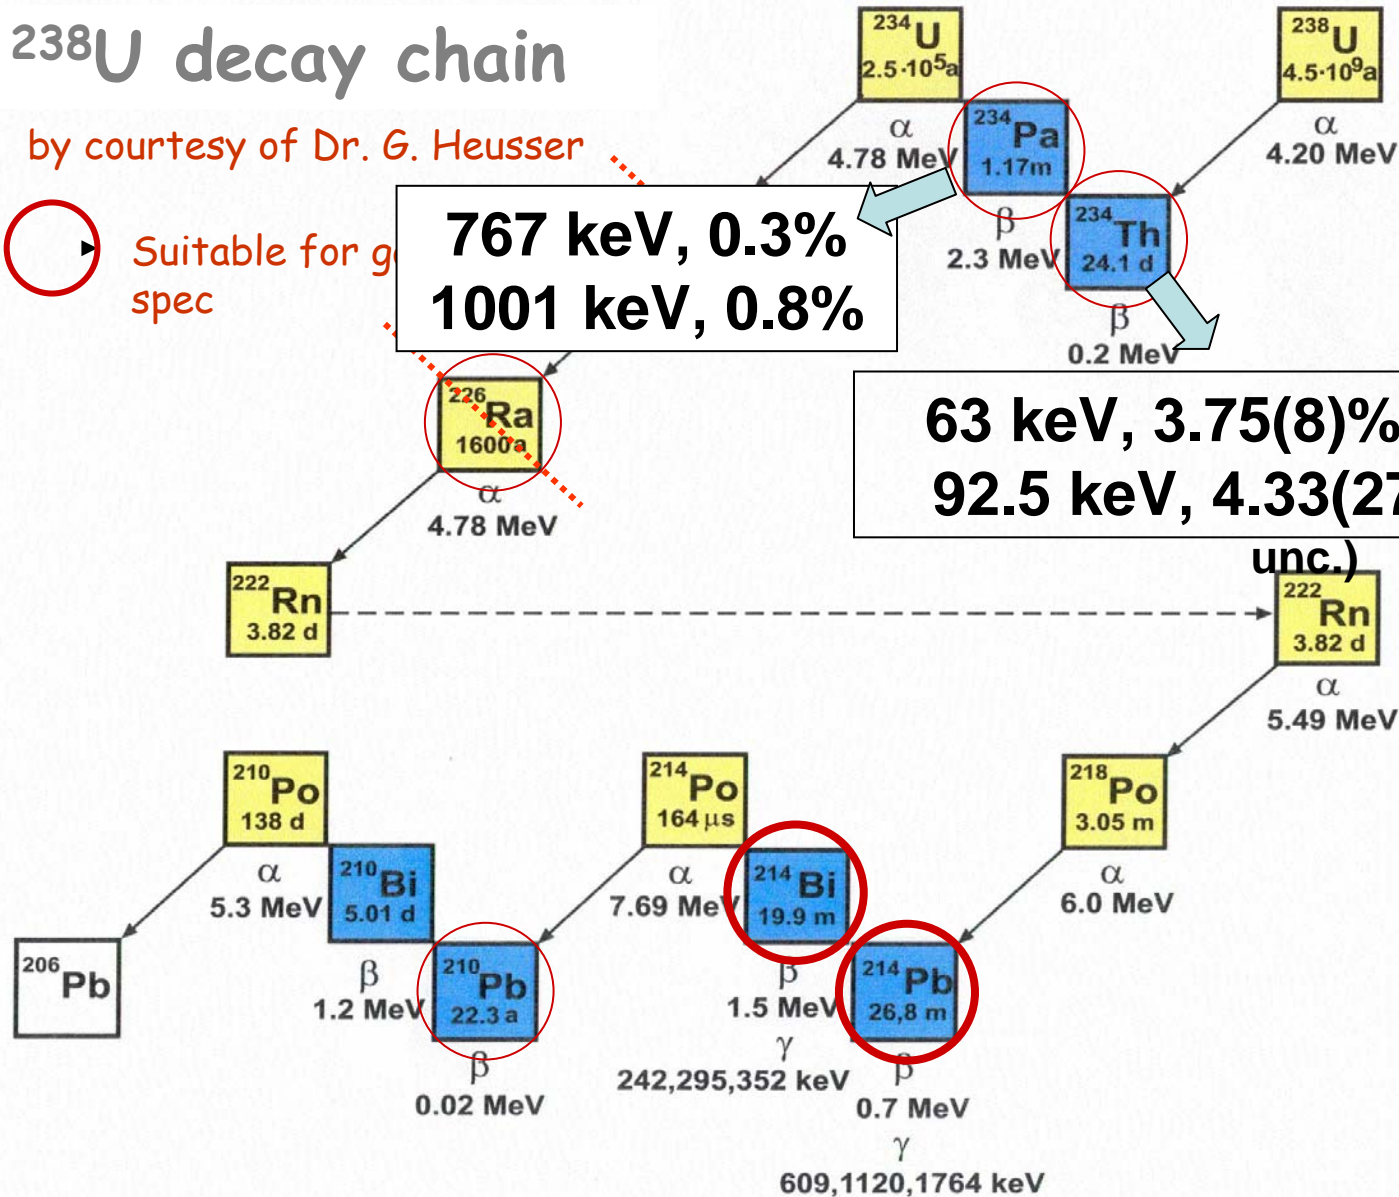 ²³⁸U decay chain
by courtesy of Dr. G. Heusser
Suitable for g
spec
²³⁴U
2.5·10⁵a
α
4.78 MeV
²³⁸U
4.5·10⁹a
α
4.20 MeV
²³⁴Pa
1.17m
β
2.3 MeV
²³⁴Th
24.1 d
β
0.2 MeV
767 keV, 0.3%
1001 keV, 0.8%
63 keV, 3.75(8)%
92.5 keV, 4.33(27
unc.)
²²⁶Ra
1600a
α
4.78 MeV
²²²Rn
3.82 d
²²²Rn
3.82 d
α
5.49 MeV
²¹⁰Po
138 d
α
5.3 MeV
²¹⁴Po
164 μs
α
7.69 MeV
²¹⁸Po
3.05 m
α
6.0 MeV
²¹⁰Bi
5.01 d
β
1.2 MeV
²¹⁴Bi
19.9 m
β
1.5 MeV
γ
242,295,352 keV
²⁰⁶Pb
²¹⁰Pb
22.3 a
β
0.02 MeV
²¹⁴Pb
26,8 m
β
0.7 MeV
γ
609,1120,1764 keV